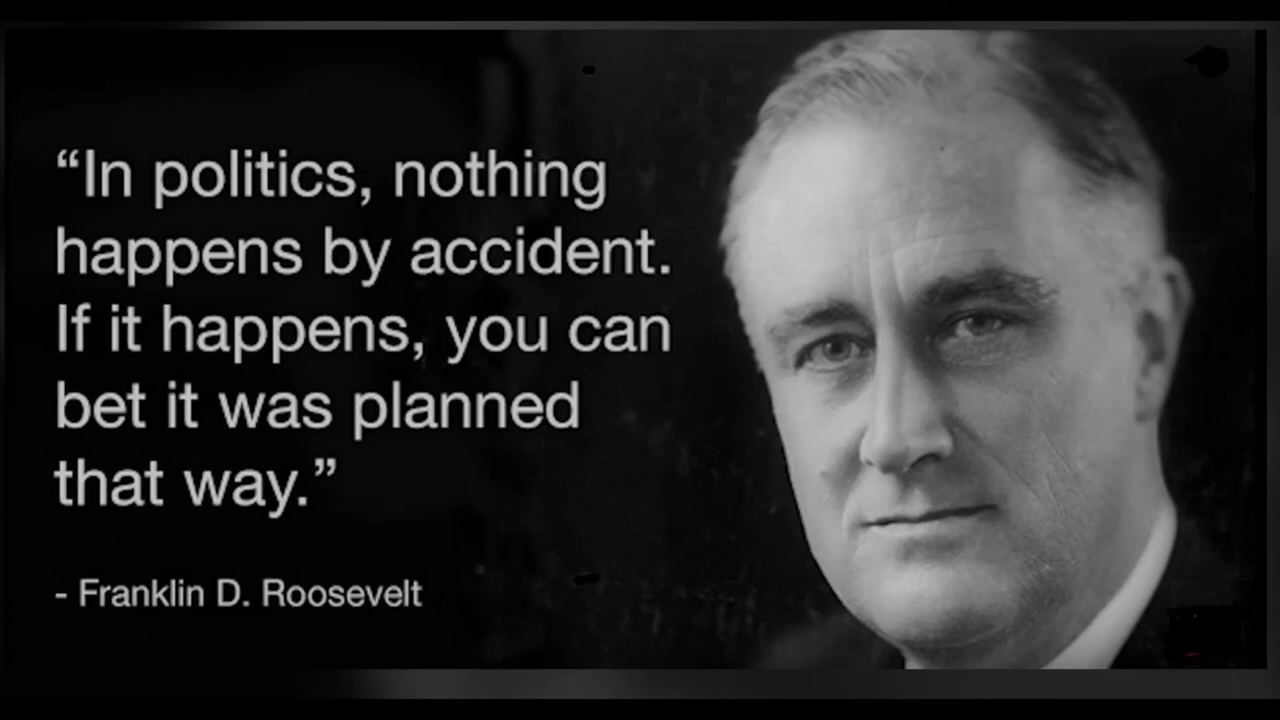 “In politics, nothing
happens by accident.
If it happens, you can
bet it was planned
that way.”
- Franklin D. Roosevelt